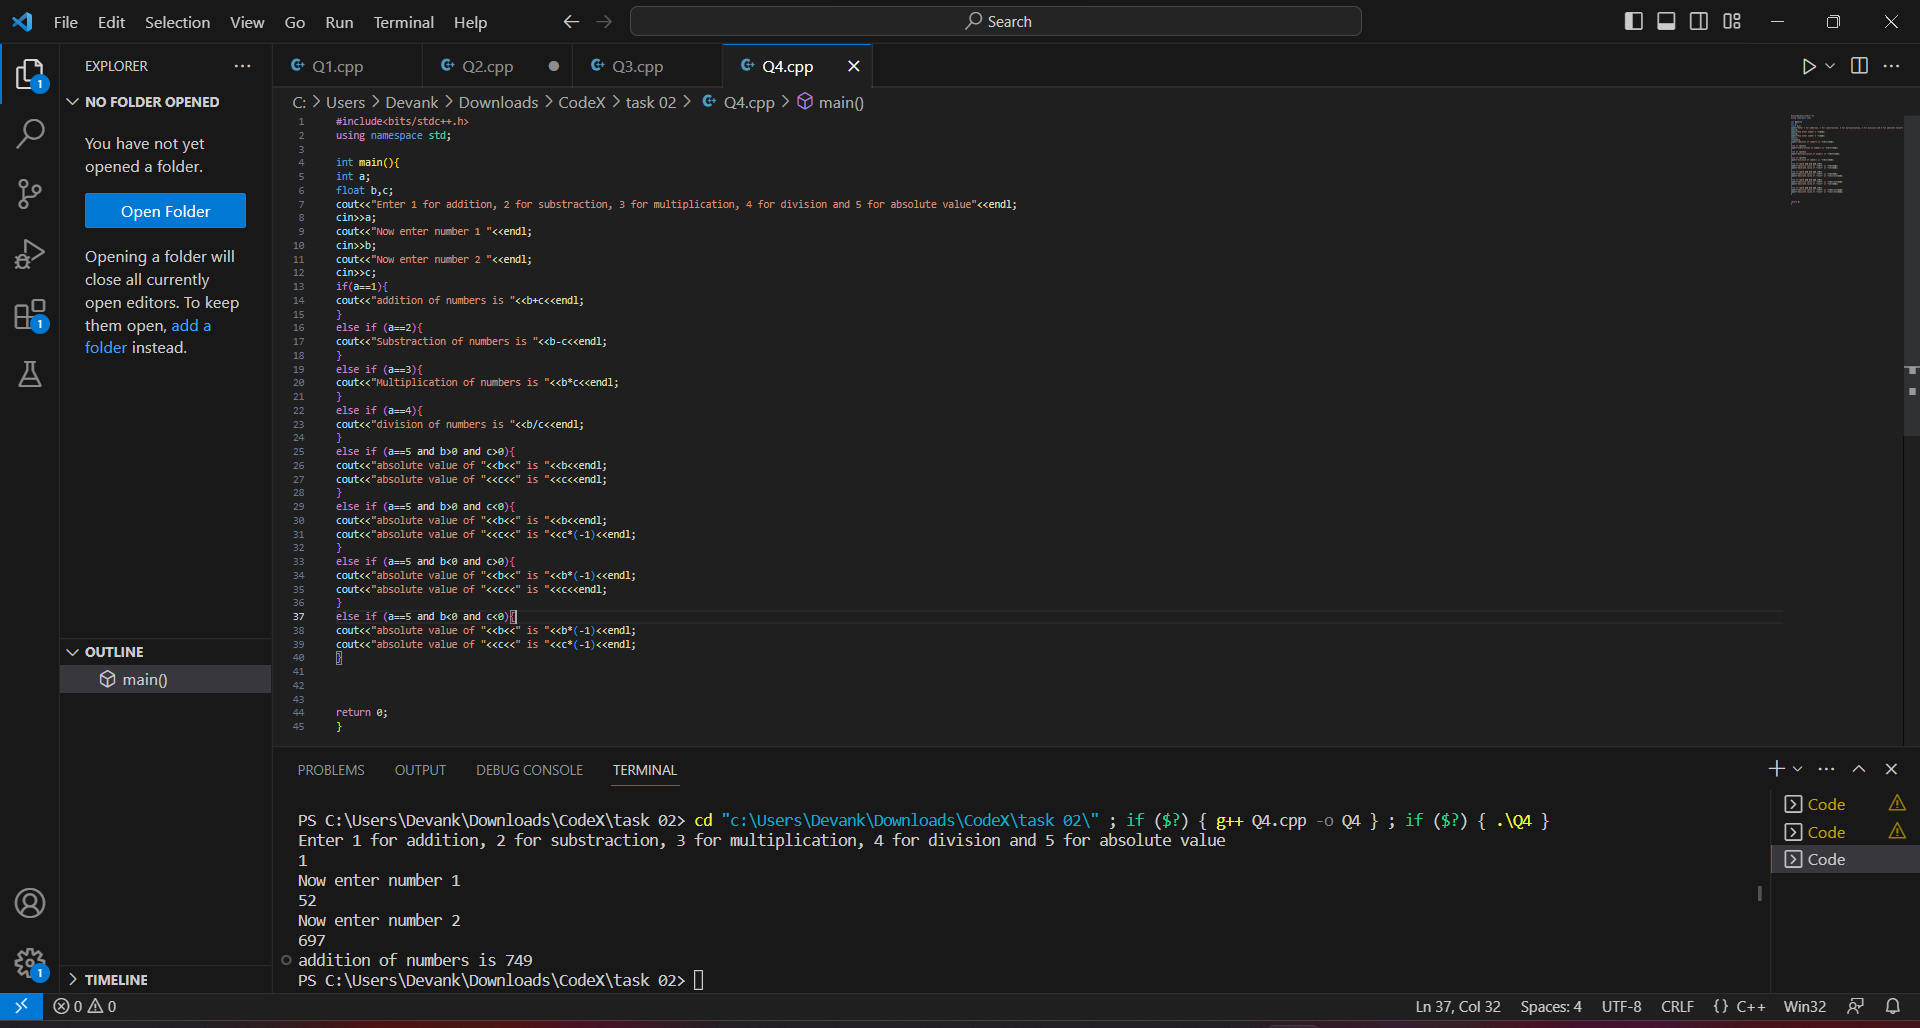 File Edit Selection View Go Run Terminal Help
Search
EXPLORER
NO FOLDER OPENED
You have not yet
opened a folder.
Open Folder
Opening a folder will
close all currently
open editors. To keep
them open, add a
folder instead.
OUTLINE
main()
TIMELINE
Q1.cpp Q2.cpp Q3.cpp Q4.cpp
C: > Users > Devank > Downloads > CodeX > task 02 > Q4.cpp > main()
1 #include<bits/stdc++.h>
2 using namespace std;
3
4 int main(){
5 int a;
6 float b,c;
7 cout<<"Enter 1 for addition, 2 for substraction, 3 for multiplication, 4 for division and 5 for absolute value"<<endl;
8 cin>>a;
9 cout<<"Now enter number 1 "<<endl;
10 cin>>b;
11 cout<<"Now enter number 2 "<<endl;
12 cin>>c;
13 if(a==1){
14 cout<<"addition of numbers is "<<b+c<<endl;
15 }
16 else if (a==2){
17 cout<<"Substraction of numbers is "<<b-c<<endl;
18 }
19 else if (a==3){
20 cout<<"Multiplication of numbers is "<<b*c<<endl;
21 }
22 else if (a==4){
23 cout<<"division of numbers is "<<b/c<<endl;
24 }
25 else if (a==5 and b>0 and c>0){
26 cout<<"absolute value of "<<b<<" is "<<b<<endl;
27 cout<<"absolute value of "<<c<<" is "<<c<<endl;
28 }
29 else if (a==5 and b>0 and c<0){
30 cout<<"absolute value of "<<b<<" is "<<b<<endl;
31 cout<<"absolute value of "<<c<<" is "<<c*(-1)<<endl;
32 }
33 else if (a==5 and b<0 and c>0){
34 cout<<"absolute value of "<<b<<" is "<<b*(-1)<<endl;
35 cout<<"absolute value of "<<c<<" is "<<c<<endl;
36 }
37 else if (a==5 and b<0 and c<0){
38 cout<<"absolute value of "<<b<<" is "<<b*(-1)<<endl;
39 cout<<"absolute value of "<<c<<" is "<<c*(-1)<<endl;
40 }
41
42
43
44 return 0;
45 }
PROBLEMS OUTPUT DEBUG CONSOLE TERMINAL
PS C:\Users\Devank\Downloads\CodeX\task 02> cd "c:\Users\Devank\Downloads\CodeX\task 02\" ; if ($?) { g++ Q4.cpp -o Q4 } ; if ($?) { .\Q4 }
Enter 1 for addition, 2 for substraction, 3 for multiplication, 4 for division and 5 for absolute value
1
Now enter number 1
52
Now enter number 2
697
addition of numbers is 749
PS C:\Users\Devank\Downloads\CodeX\task 02>
Code
Code
Code
1
1
1
0 0
Ln 37, Col 32 Spaces: 4 UTF-8 CRLF {} C++ Win32